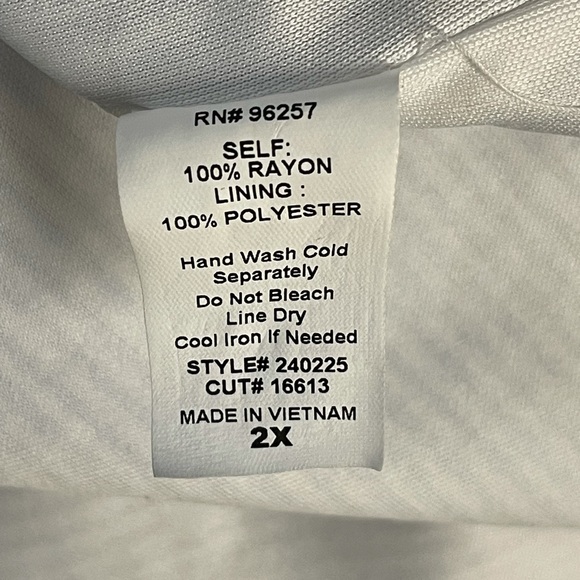 RN# 96257
SELF:
100% RAYON
LINING :
100% POLYESTER
Hand Wash Cold
Separately
Do Not Bleach
Line Dry
Cool Iron If Needed
STYLE# 240225
CUT# 16613
MADE IN VIETNAM
2X